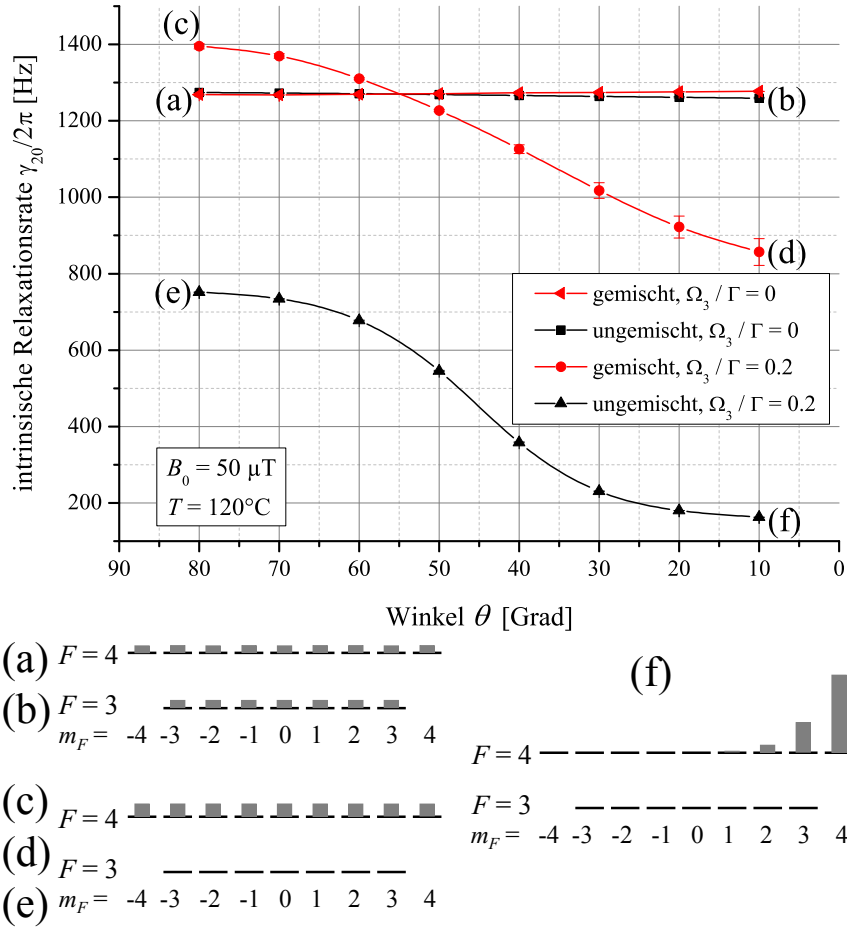 intrinsische Relaxationsrate γ20/2π [Hz]
1400
1200
1000
800
600
400
200
(c)
(a)
(b)
(d)
(e)
(f)
gemischt, Ω3 / Γ = 0
ungemischt, Ω3 / Γ = 0
gemischt, Ω3 / Γ = 0.2
ungemischt, Ω3 / Γ = 0.2
B0 = 50 µT
T = 120°C
90 80 70 60 50 40 30 20 10 0
Winkel θ [Grad]
(a) F = 4
(b) F = 3
mF = -4 -3 -2 -1 0 1 2 3 4
(c) F = 4
(d) F = 3
(e) mF = -4 -3 -2 -1 0 1 2 3 4
(f)
F = 4
F = 3
mF = -4 -3 -2 -1 0 1 2 3 4